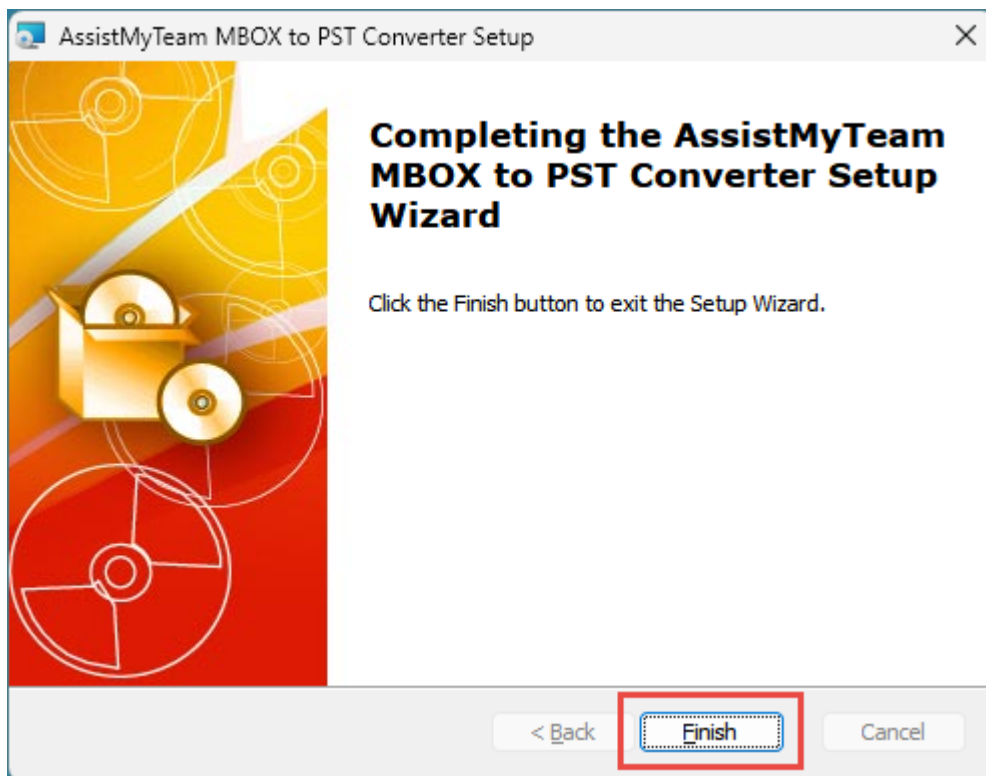 AssistMyTeam MBOX to PST Converter Setup
Completing the AssistMyTeam
MBOX to PST Converter Setup
Wizard
Click the Finish button to exit the Setup Wizard.
< Back
Finish
Cancel